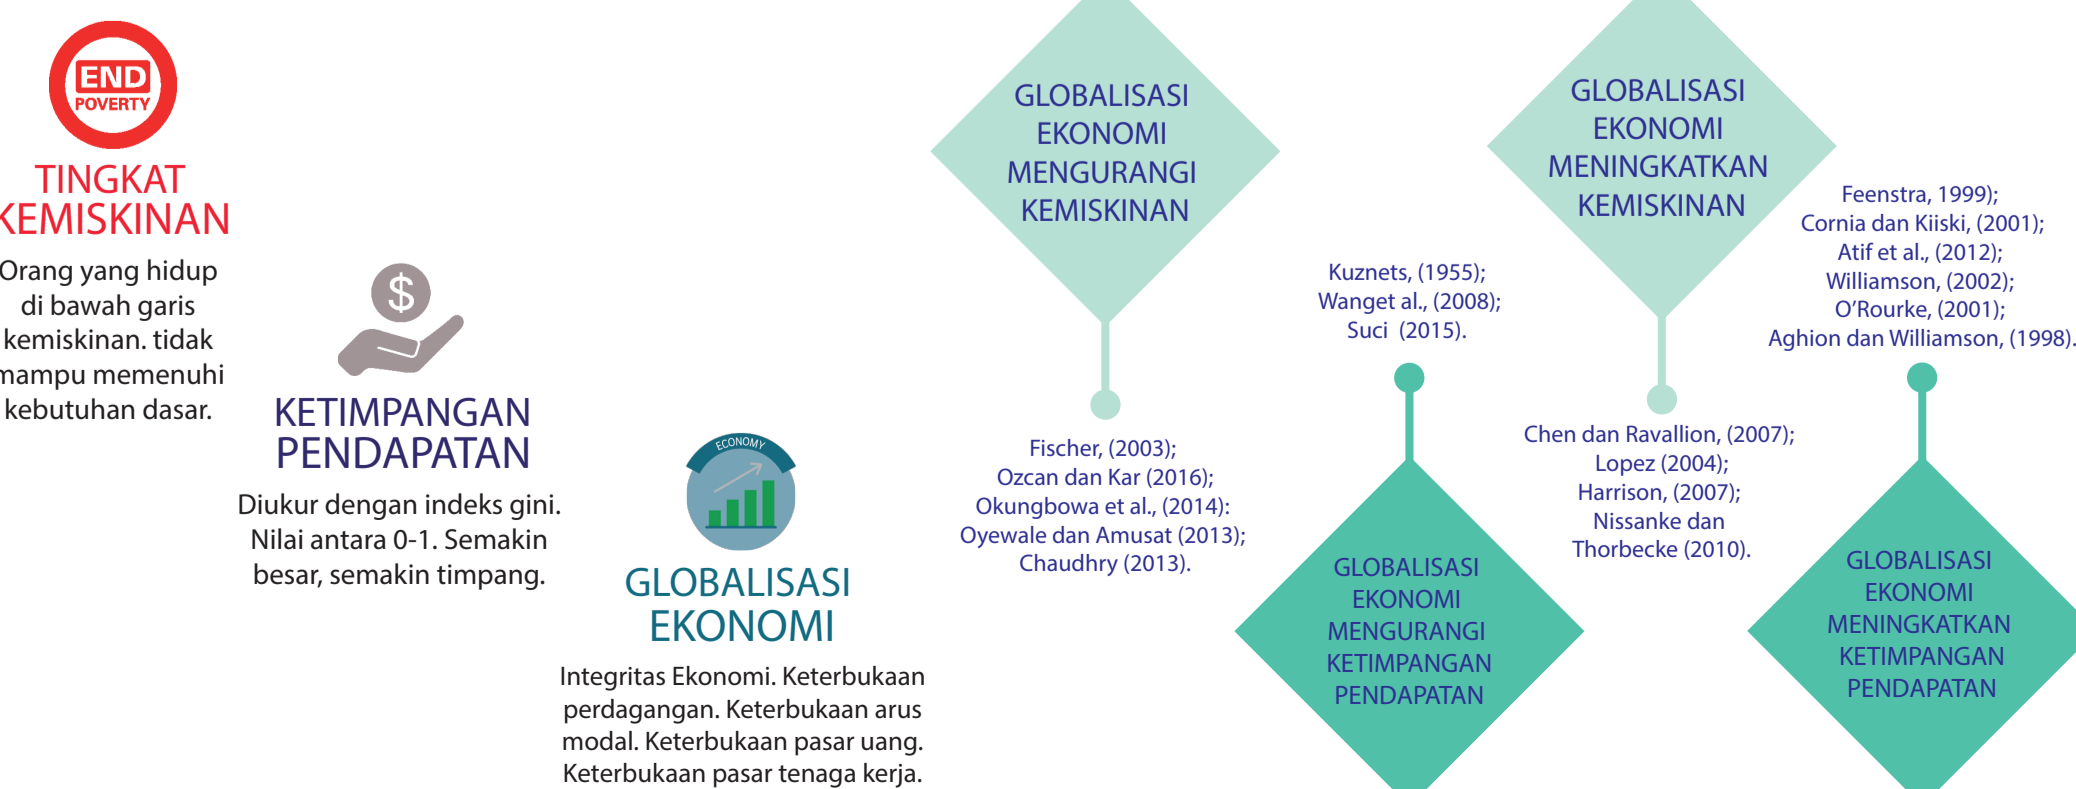 END
POVERTY
TINGKAT
KEMISKINAN
Orang yang hidup
di bawah garis
kemiskinan. tidak
mampu memenuhi
kebutuhan dasar.
$
KETIMPANGAN
PENDAPATAN
Diukur dengan indeks gini.
Nilai antara 0-1. Semakin
besar, semakin timpang.
ECONOMY
GLOBALISASI
EKONOMI
Integritas Ekonomi. Keterbukaan
perdagangan. Keterbukaan arus
modal. Keterbukaan pasar uang.
Keterbukaan pasar tenaga kerja.
GLOBALISASI
EKONOMI
MENGURANGI
KEMISKINAN
Fischer, (2003);
Ozcan dan Kar (2016);
Okungbowa et al., (2014):
Oyewale dan Amusat (2013);
Chaudhry (2013).
Kuznets, (1955);
Wanget al., (2008);
Suci (2015).
GLOBALISASI
EKONOMI
MENGURANGI
KETIMPANGAN
PENDAPATAN
GLOBALISASI
EKONOMI
MENINGKATKAN
KEMISKINAN
Chen dan Ravallion, (2007);
Lopez (2004);
Harrison, (2007);
Nissanke dan
Thorbecke (2010).
Feenstra, 1999);
Cornia dan Kiiski, (2001);
Atif et al., (2012);
Williamson, (2002);
O’Rourke, (2001);
Aghion dan Williamson, (1998).
GLOBALISASI
EKONOMI
MENINGKATKAN
KETIMPANGAN
PENDAPATAN